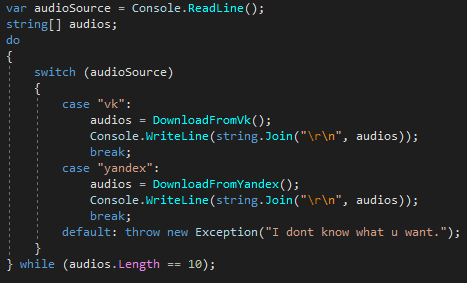 var audioSource = Console.ReadLine();
string[] audios;
do
{
    switch (audioSource)
    {
        case "vk":
            audios = DownloadFromVk();
            Console.WriteLine(string.Join("\r\n", audios));
            break;
        case "yandex":
            audios = DownloadFromYandex();
            Console.WriteLine(string.Join("\r\n", audios));
            break;
        default: throw new Exception("I dont know what u want.");
    }
} while (audios.Length == 10);